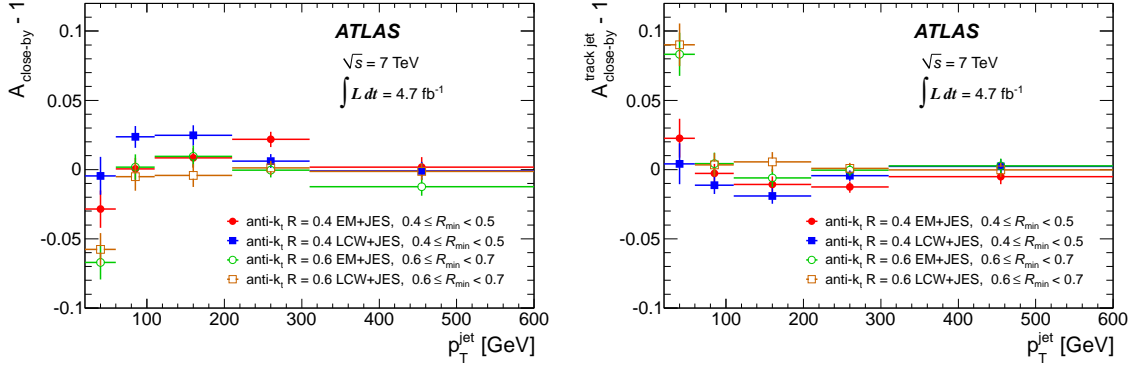 A_close-by - 1
0.1
0.05
0
-0.05
-0.1
ATLAS
√s = 7 TeV
∫ L dt = 4.7 fb⁻¹
anti-k_t R = 0.4 EM+JES, 0.4 ≤ R_min < 0.5
anti-k_t R = 0.4 LCW+JES, 0.4 ≤ R_min < 0.5
anti-k_t R = 0.6 EM+JES, 0.6 ≤ R_min < 0.7
anti-k_t R = 0.6 LCW+JES, 0.6 ≤ R_min < 0.7
100 200 300 400 500 600
p_T^jet [GeV]
A_close-by^track jet - 1
0.1
0.05
0
-0.05
-0.1
ATLAS
√s = 7 TeV
∫ L dt = 4.7 fb⁻¹
anti-k_t R = 0.4 EM+JES, 0.4 ≤ R_min < 0.5
anti-k_t R = 0.4 LCW+JES, 0.4 ≤ R_min < 0.5
anti-k_t R = 0.6 EM+JES, 0.6 ≤ R_min < 0.7
anti-k_t R = 0.6 LCW+JES, 0.6 ≤ R_min < 0.7
100 200 300 400 500 600
p_T^jet [GeV]